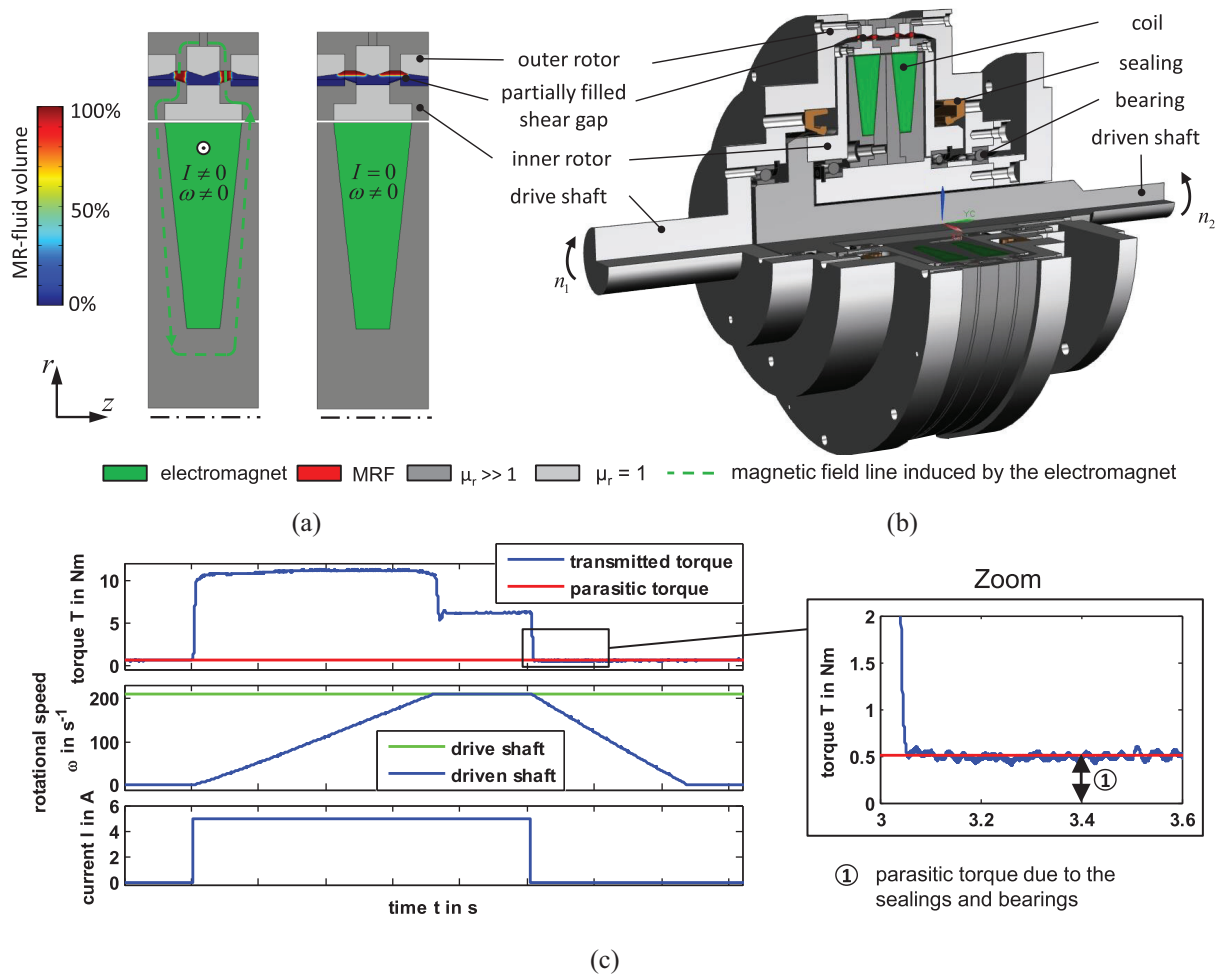 (a)
MR-fluid volume
100%
50%
0%
I ≠ 0
ω ≠ 0
I = 0
ω ≠ 0
r
z
outer rotor
partially filled
shear gap
inner rotor
drive shaft
coil
sealing
bearing
driven shaft
n₁
n₂
YC
electromagnet
MRF
μr >> 1
μr = 1
magnetic field line induced by the electromagnet
(a)
(b)
torque T in Nm
10
5
0
transmitted torque
parasitic torque
rotational speed
ω in s⁻¹
200
100
0
drive shaft
driven shaft
current I in A
6
4
2
0
time t in s
Zoom
torque T in Nm
2
1.5
1
0.5
0
3
3.2
3.4
3.6
①
① parasitic torque due to the
sealings and bearings
(c)